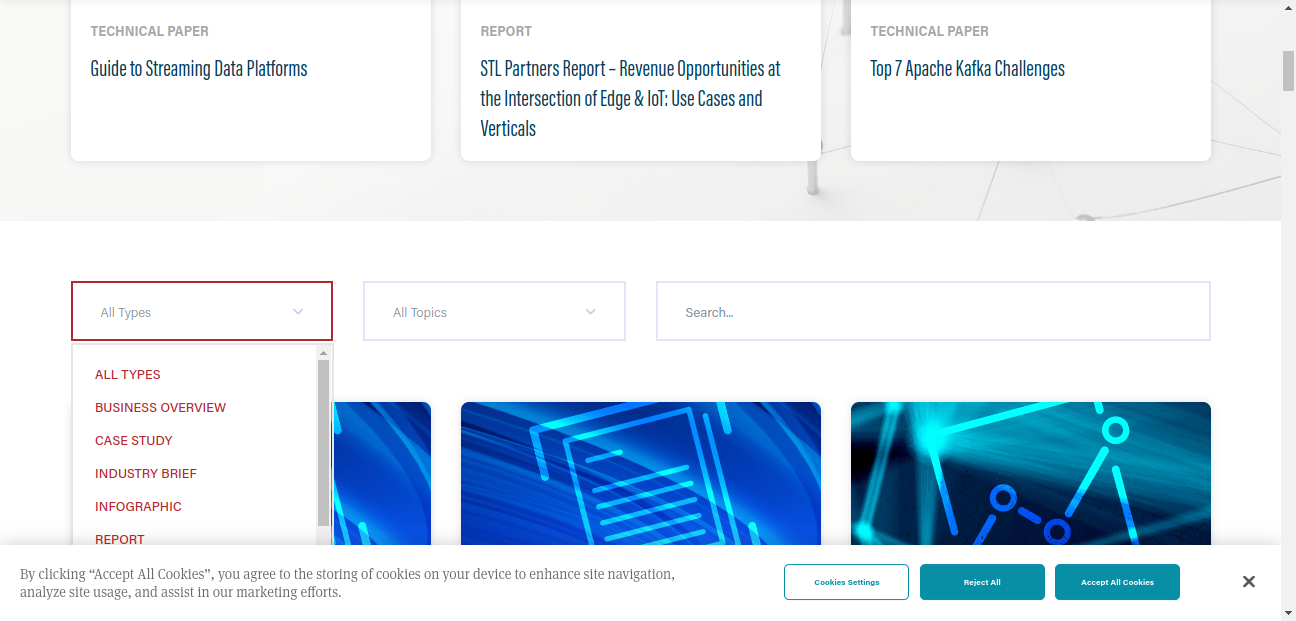 TECHNICAL PAPER
Guide to Streaming Data Platforms
REPORT
STL Partners Report – Revenue Opportunities at
the Intersection of Edge & IoT: Use Cases and
Verticals
TECHNICAL PAPER
Top 7 Apache Kafka Challenges
All Types
All Topics
Search...
ALL TYPES
BUSINESS OVERVIEW
CASE STUDY
INDUSTRY BRIEF
INFOGRAPHIC
REPORT
By clicking “Accept All Cookies”, you agree to the storing of cookies on your device to enhance site navigation,
analyze site usage, and assist in our marketing efforts.
Cookies Settings
Reject All
Accept All Cookies